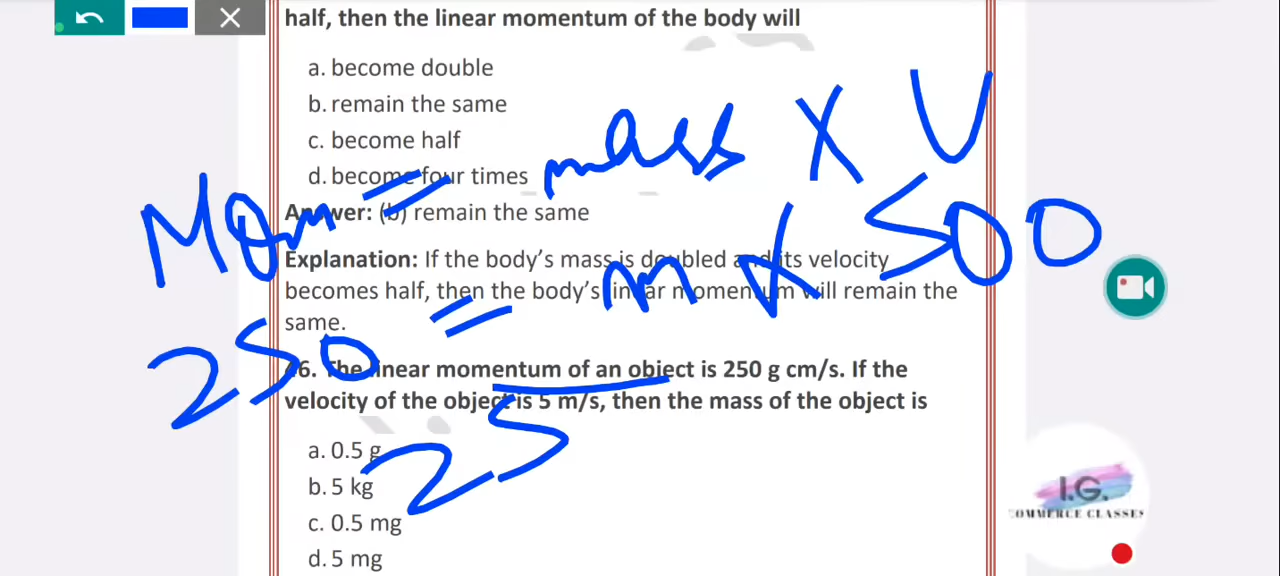 half, then the linear momentum of the body will
a. become double
b. remain the same
c. become half
d. become four times
Answer: (b) remain the same
Explanation: If the body's mass is doubled and its velocity
becomes half, then the body's linear momentum will remain the
same.
46. The linear momentum of an object is 250 g cm/s. If the
velocity of the object is 5 m/s, then the mass of the object is
a. 0.5 g
b. 5 kg
c. 0.5 mg
d. 5 mg
Mom = mass X V
250 = m X 500
25
I.G.
COMMERCE CLASSES